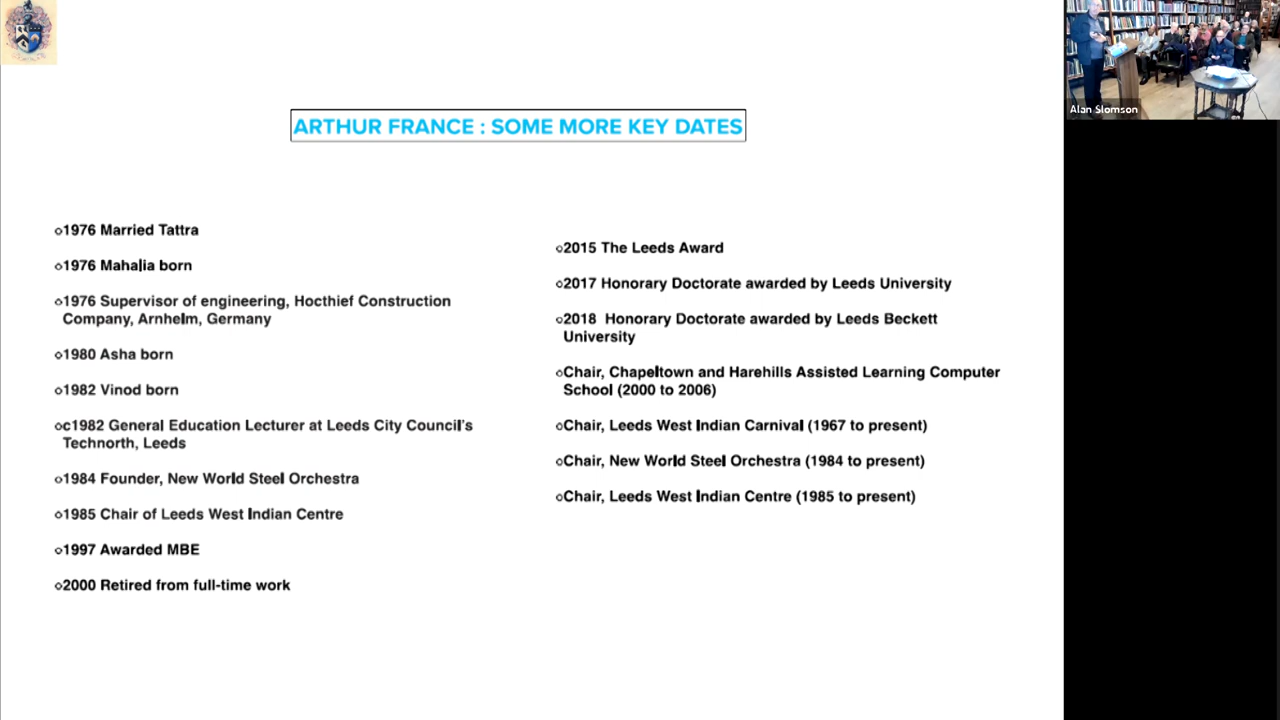 ARTHUR FRANCE : SOME MORE KEY DATES
1976 Married Tattra
1976 Mahalia born
1976 Supervisor of engineering, Hocthief Construction
Company, Arnhelm, Germany
1980 Asha born
1982 Vinod born
c1982 General Education Lecturer at Leeds City Council's
Technorth, Leeds
1984 Founder, New World Steel Orchestra
1985 Chair of Leeds West Indian Centre
1997 Awarded MBE
2000 Retired from full-time work
2015 The Leeds Award
2017 Honorary Doctorate awarded by Leeds University
2018 Honorary Doctorate awarded by Leeds Beckett
University
Chair, Chapeltown and Harehills Assisted Learning Computer
School (2000 to 2006)
Chair, Leeds West Indian Carnival (1967 to present)
Chair, New World Steel Orchestra (1984 to present)
Chair, Leeds West Indian Centre (1985 to present)
Alan Slomson